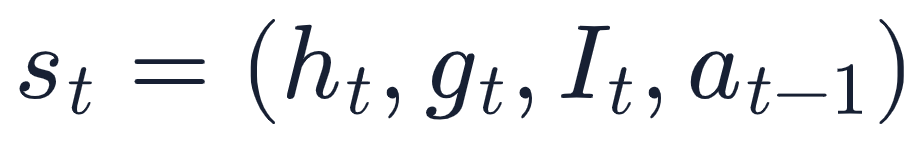 s_t = (h_t, g_t, I_t, a_{t-1})